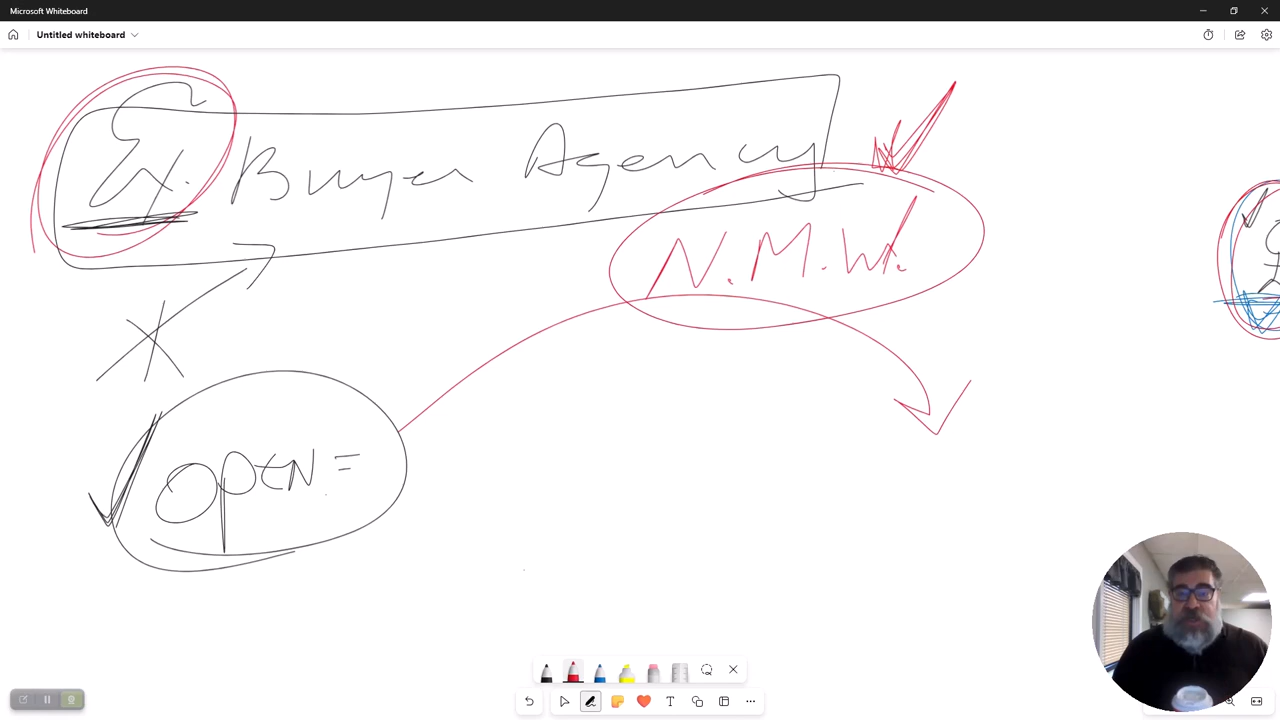 Microsoft Whiteboard
Untitled whiteboard
Ex. Buyer Agency
N.M.W.
OPEN =
T